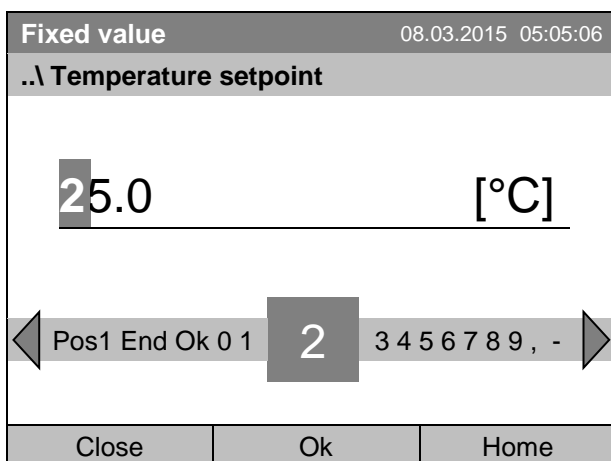 Fixed value 08.03.2015 05:05:06
..\ Temperature setpoint
25.0 [°C]
Pos1 End Ok 0 1 2 3 4 5 6 7 8 9 , -
Close Ok Home